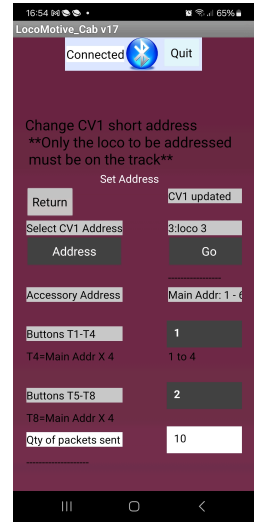 16:54 65%
LocoMotive_Cab v17
Connected Quit
Change CV1 short address
**Only the loco to be addressed
must be on the track**
Set Address
Return CV1 updated
Select CV1 Address 3:loco 3
Address Go
--------------------
Accessory Address Main Addr: 1 - 6
Buttons T1-T4 1
T4=Main Addr X 4 1 to 4
Buttons T5-T8 2
T8=Main Addr X 4
Qty of packets sent 10
--------------------